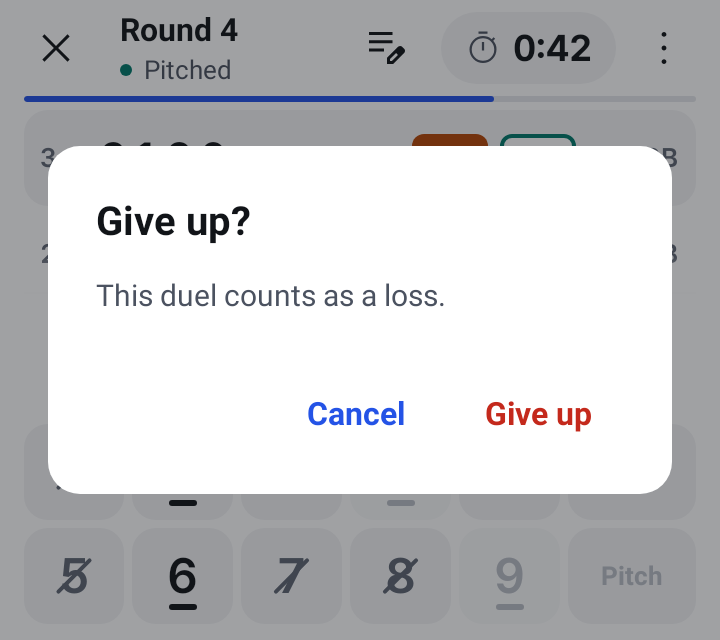 Round 4
Pitched
0:42
Give up?
This duel counts as a loss.
Cancel
Give up
5 6 7 8 9 Pitch